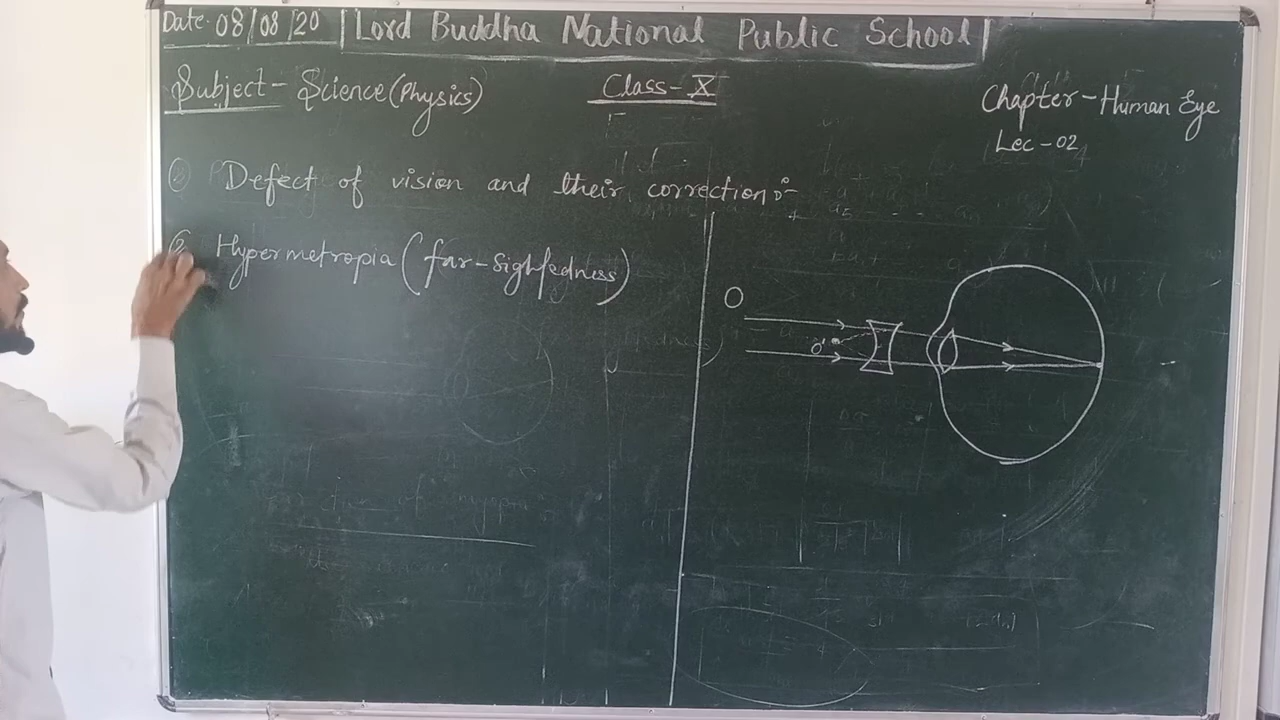 Date. 08/08/20 | Lord Buddha National Public School |
Subject - Science (Physics)
Class - X
Chapter - Human Eye
Lec - 02
Defect of vision and their correction :-
Hypermetropia (far-sightedness)
O
O'